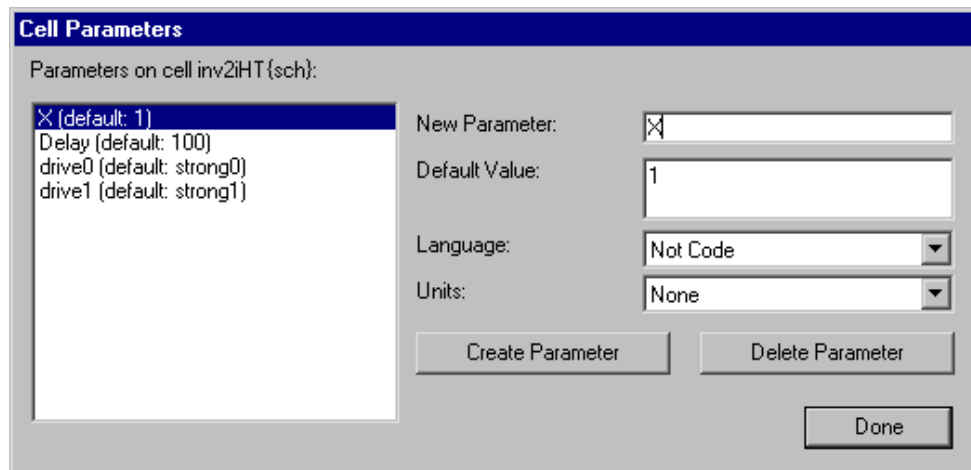 Cell Parameters
Parameters on cell inv2iHT{sch}:
X (default: 1)
Delay (default: 100)
drive0 (default: strong0)
drive1 (default: strong1)
New Parameter:
X
Default Value:
1
Language:
Not Code
Units:
None
Create Parameter
Delete Parameter
Done